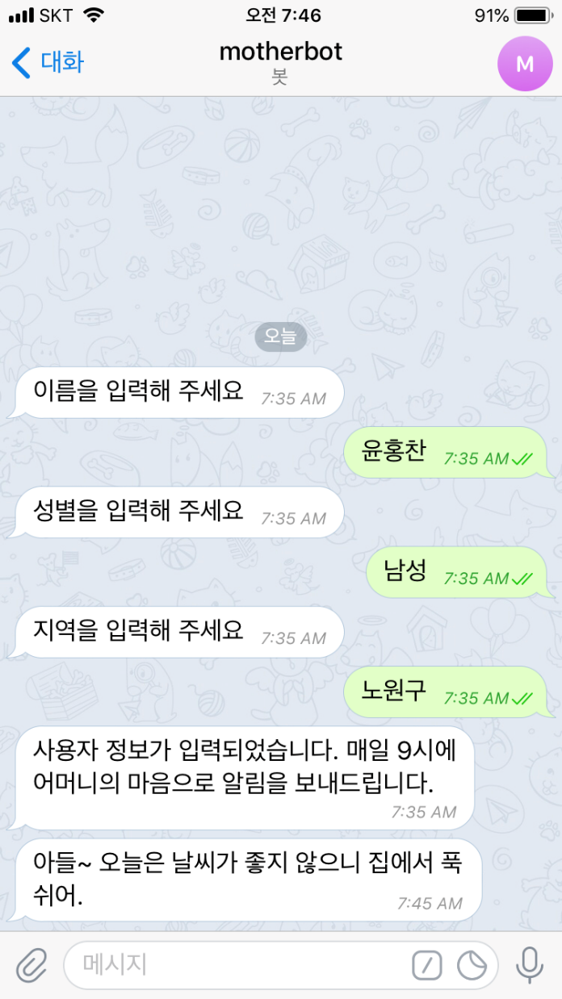 SKT 오전 7:46 91%
대화 motherbot M
봇
오늘
이름을 입력해 주세요 7:35 AM
윤홍찬 7:35 AM
성별을 입력해 주세요 7:35 AM
남성 7:35 AM
지역을 입력해 주세요 7:35 AM
노원구 7:35 AM
사용자 정보가 입력되었습니다. 매일 9시에
어머니의 마음으로 알림을 보내드립니다.
7:35 AM
아들~ 오늘은 날씨가 좋지 않으니 집에서 푹
쉬어. 7:45 AM
메시지